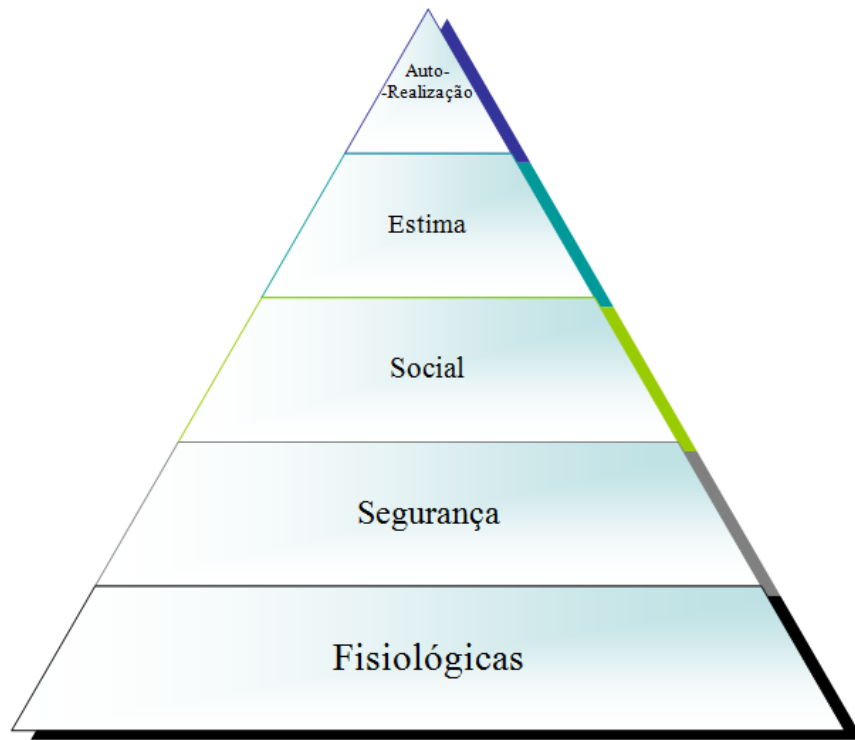 Auto-
-Realização
Estima
Social
Segurança
Fisiológicas